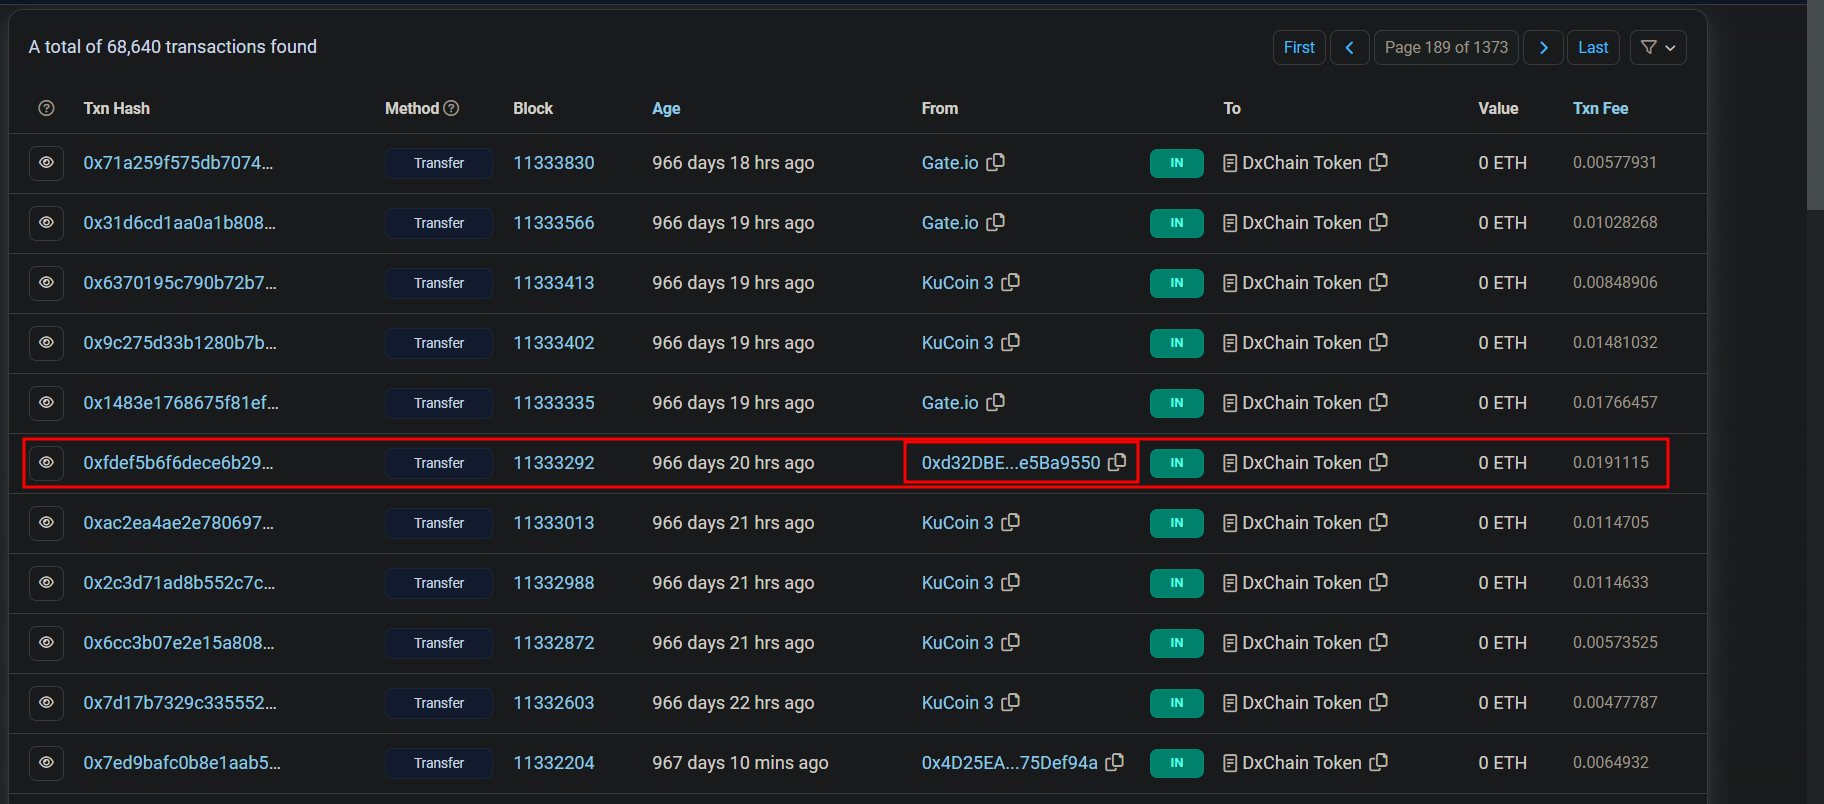 A total of 68,640 transactions found First Page 189 of 1373 Last
Txn Hash Method Block Age From To Value Txn Fee
0x71a259f575db7074... Transfer 11333830 966 days 18 hrs ago Gate.io IN DxChain Token 0 ETH 0.00577931
0x31d6cd1aa0a1b808... Transfer 11333566 966 days 19 hrs ago Gate.io IN DxChain Token 0 ETH 0.01028268
0x6370195c790b72b7... Transfer 11333413 966 days 19 hrs ago KuCoin 3 IN DxChain Token 0 ETH 0.00848906
0x9c275d33b1280b7b... Transfer 11333402 966 days 19 hrs ago KuCoin 3 IN DxChain Token 0 ETH 0.01481032
0x1483e1768675f81ef... Transfer 11333335 966 days 19 hrs ago Gate.io IN DxChain Token 0 ETH 0.01766457
0xfdef5b6f6dece6b29... Transfer 11333292 966 days 20 hrs ago 0xd32DBE...e5Ba9550 IN DxChain Token 0 ETH 0.0191115
0xac2ea4ae2e780697... Transfer 11333013 966 days 21 hrs ago KuCoin 3 IN DxChain Token 0 ETH 0.0114705
0x2c3d71ad8b552c7c... Transfer 11332988 966 days 21 hrs ago KuCoin 3 IN DxChain Token 0 ETH 0.0114633
0x6cc3b07e2e15a808... Transfer 11332872 966 days 21 hrs ago KuCoin 3 IN DxChain Token 0 ETH 0.00573525
0x7d17b7329c335552... Transfer 11332603 966 days 22 hrs ago KuCoin 3 IN DxChain Token 0 ETH 0.00477787
0x7ed9bafc0b8e1aab5... Transfer 11332204 967 days 10 mins ago 0x4D25EA...75Def94a IN DxChain Token 0 ETH 0.0064932